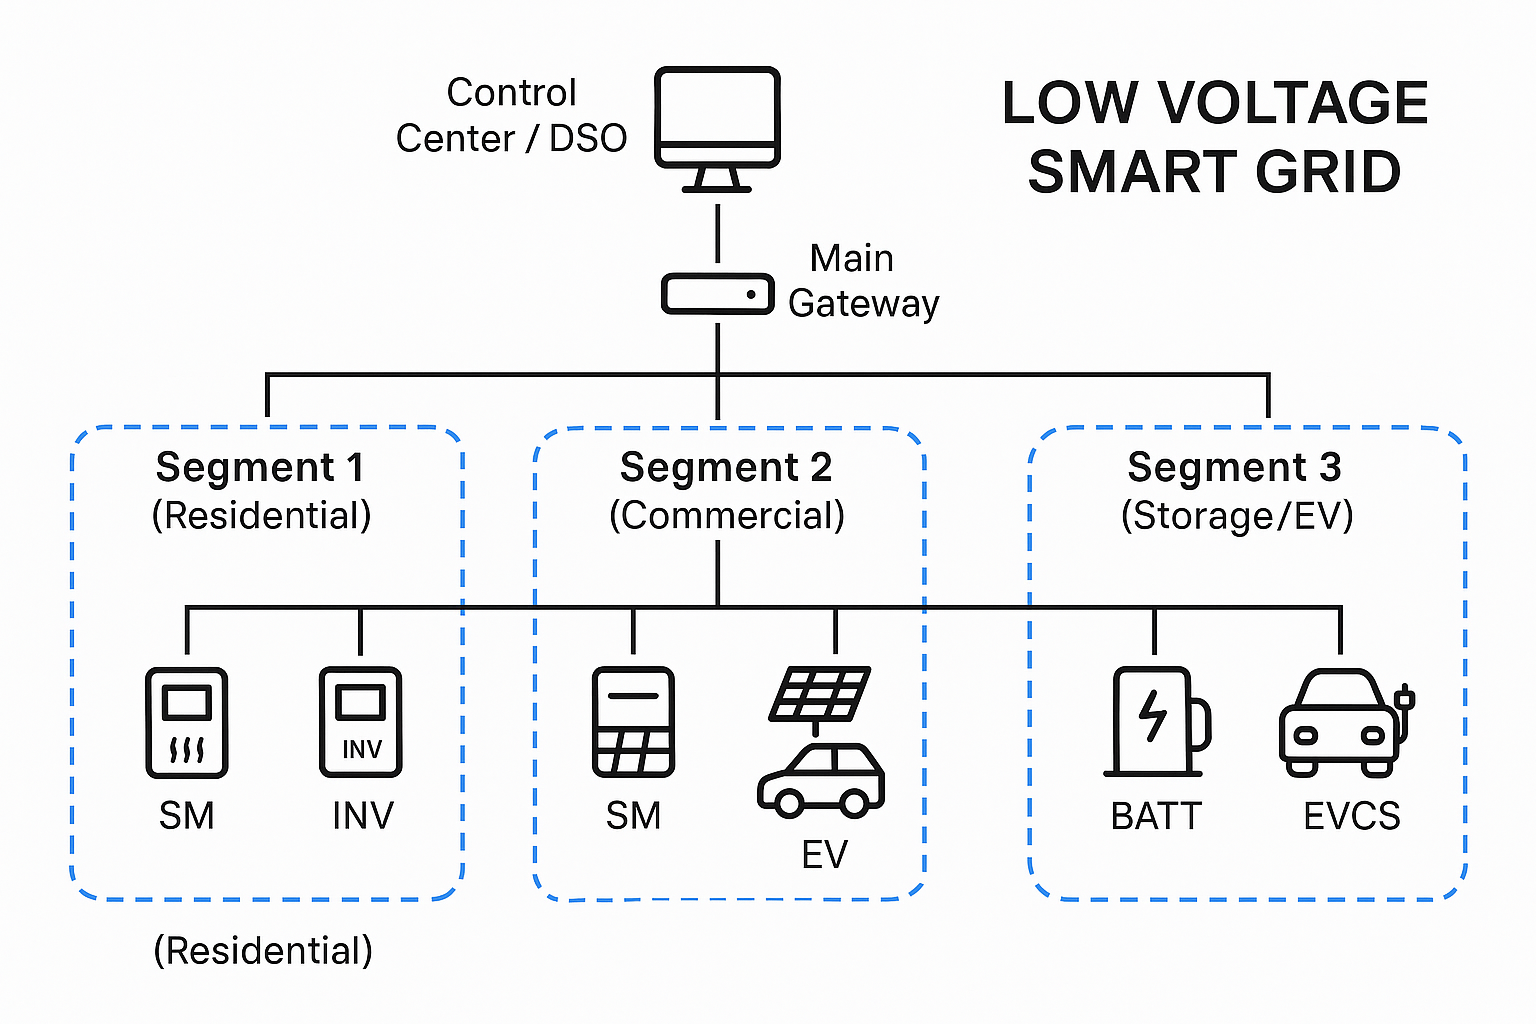 Control
Center / DSO
LOW VOLTAGE
SMART GRID
Main
Gateway
Segment 1
(Residential)
Segment 2
(Commercial)
Segment 3
(Storage/EV)
INV
SM
INV
SM
EV
BATT
EVCS
(Residential)